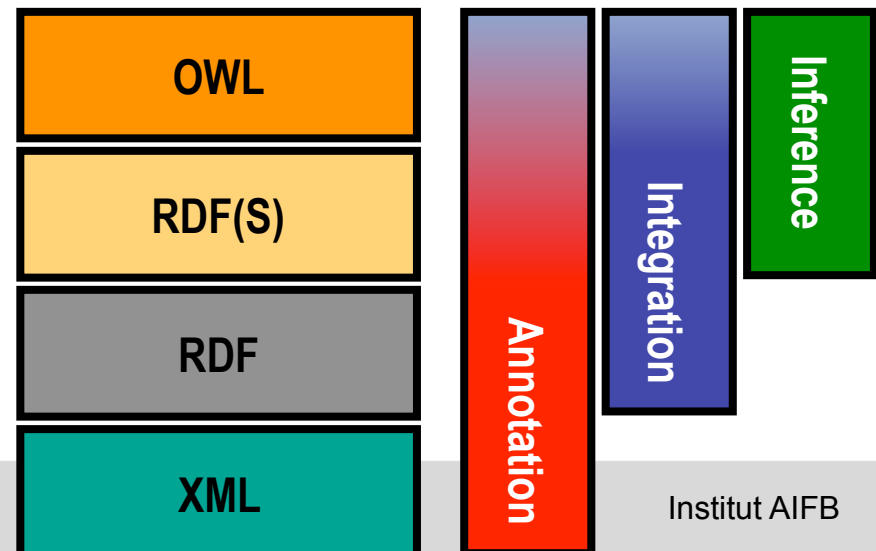 OWL
RDF(S)
RDF
XML
Annotation
Integration
Inference
Institut AIFB